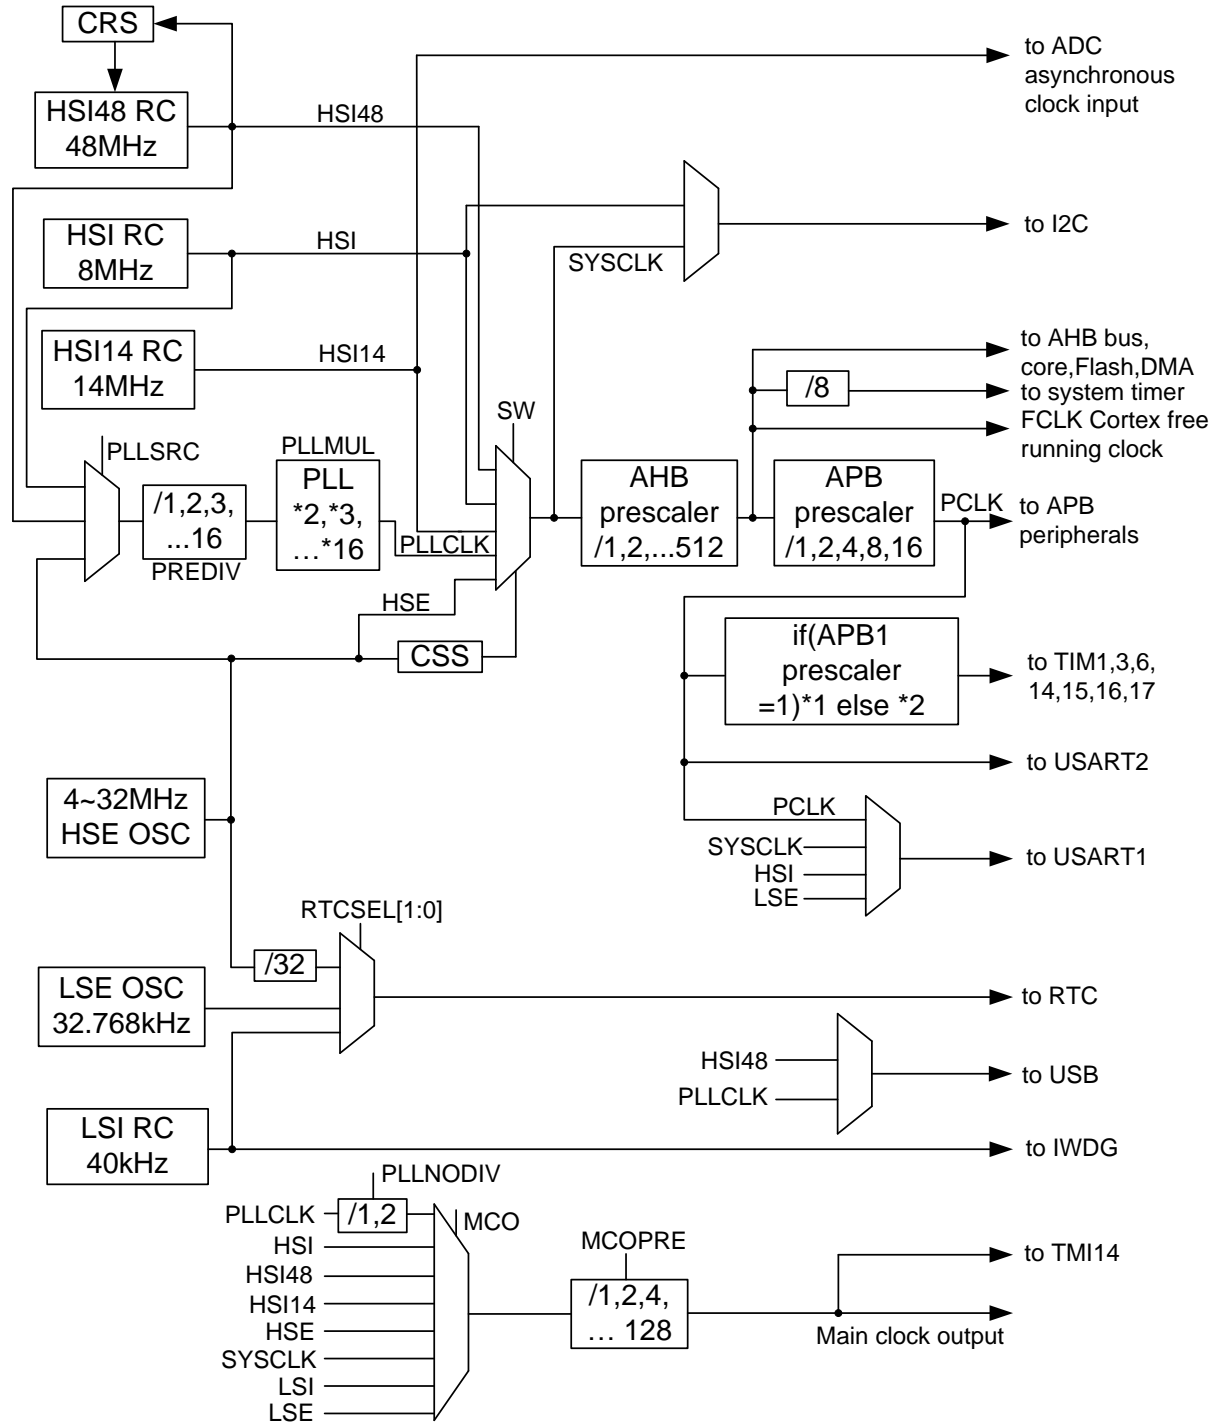 CRS
to ADC
asynchronous
clock input
HSI48 RC
48MHz
HSI48
HSI RC
8MHz
HSI
SYSCLK
to I2C
HSI14 RC
14MHz
HSI14
to AHB bus,
core,Flash,DMA
/8
to system timer
FCLK Cortex free
running clock
SW
PLLSRC
PLLMUL
/1,2,3,
...16
PREDIV
PLL
*2,*3,
...*16
PLLCLK
AHB
prescaler
/1,2,...512
APB
prescaler
/1,2,4,8,16
PCLK
to APB
peripherals
HSE
CSS
if(APB1
prescaler
=1)*1 else *2
to TIM1,3,6,
14,15,16,17
to USART2
4~32MHz
HSE OSC
PCLK
SYSCLK
HSI
LSE
to USART1
RTCSEL[1:0]
/32
LSE OSC
32.768kHz
to RTC
HSI48
PLLCLK
to USB
LSI RC
40kHz
to IWDG
PLLNODIV
PLLCLK
/1,2
MCO
HSI
HSI48
HSI14
HSE
SYSCLK
LSI
LSE
MCOPRE
/1,2,4,
... 128
to TMI14
Main clock output